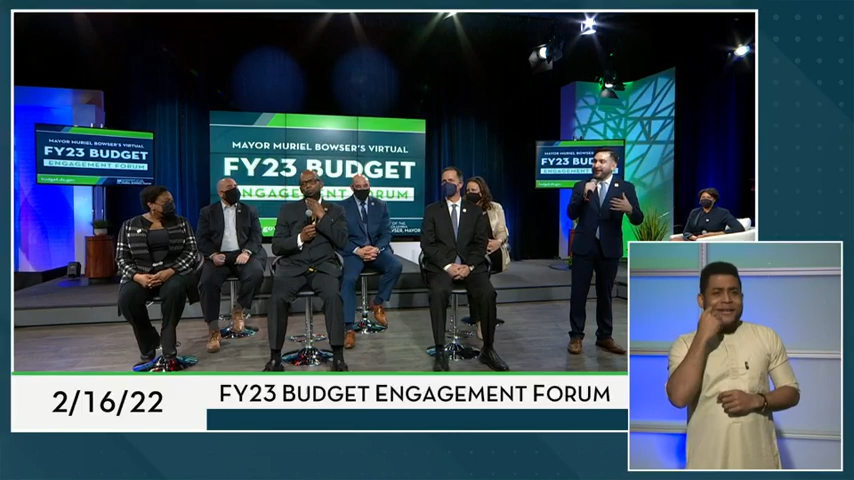 MAYOR MURIEL BOWSER'S VIRTUAL
FY23 BUDGET
ENGAGEMENT FORUM
MAYOR MURIEL BOWSER'S VIRTUAL
FY23 BUDGET
ENGAGEMENT FORUM
MAYOR MURIEL BOWSER'S VIRTUAL
FY23 BUDGET
ENGAGEMENT FORUM
2/16/22
FY23 BUDGET ENGAGEMENT FORUM